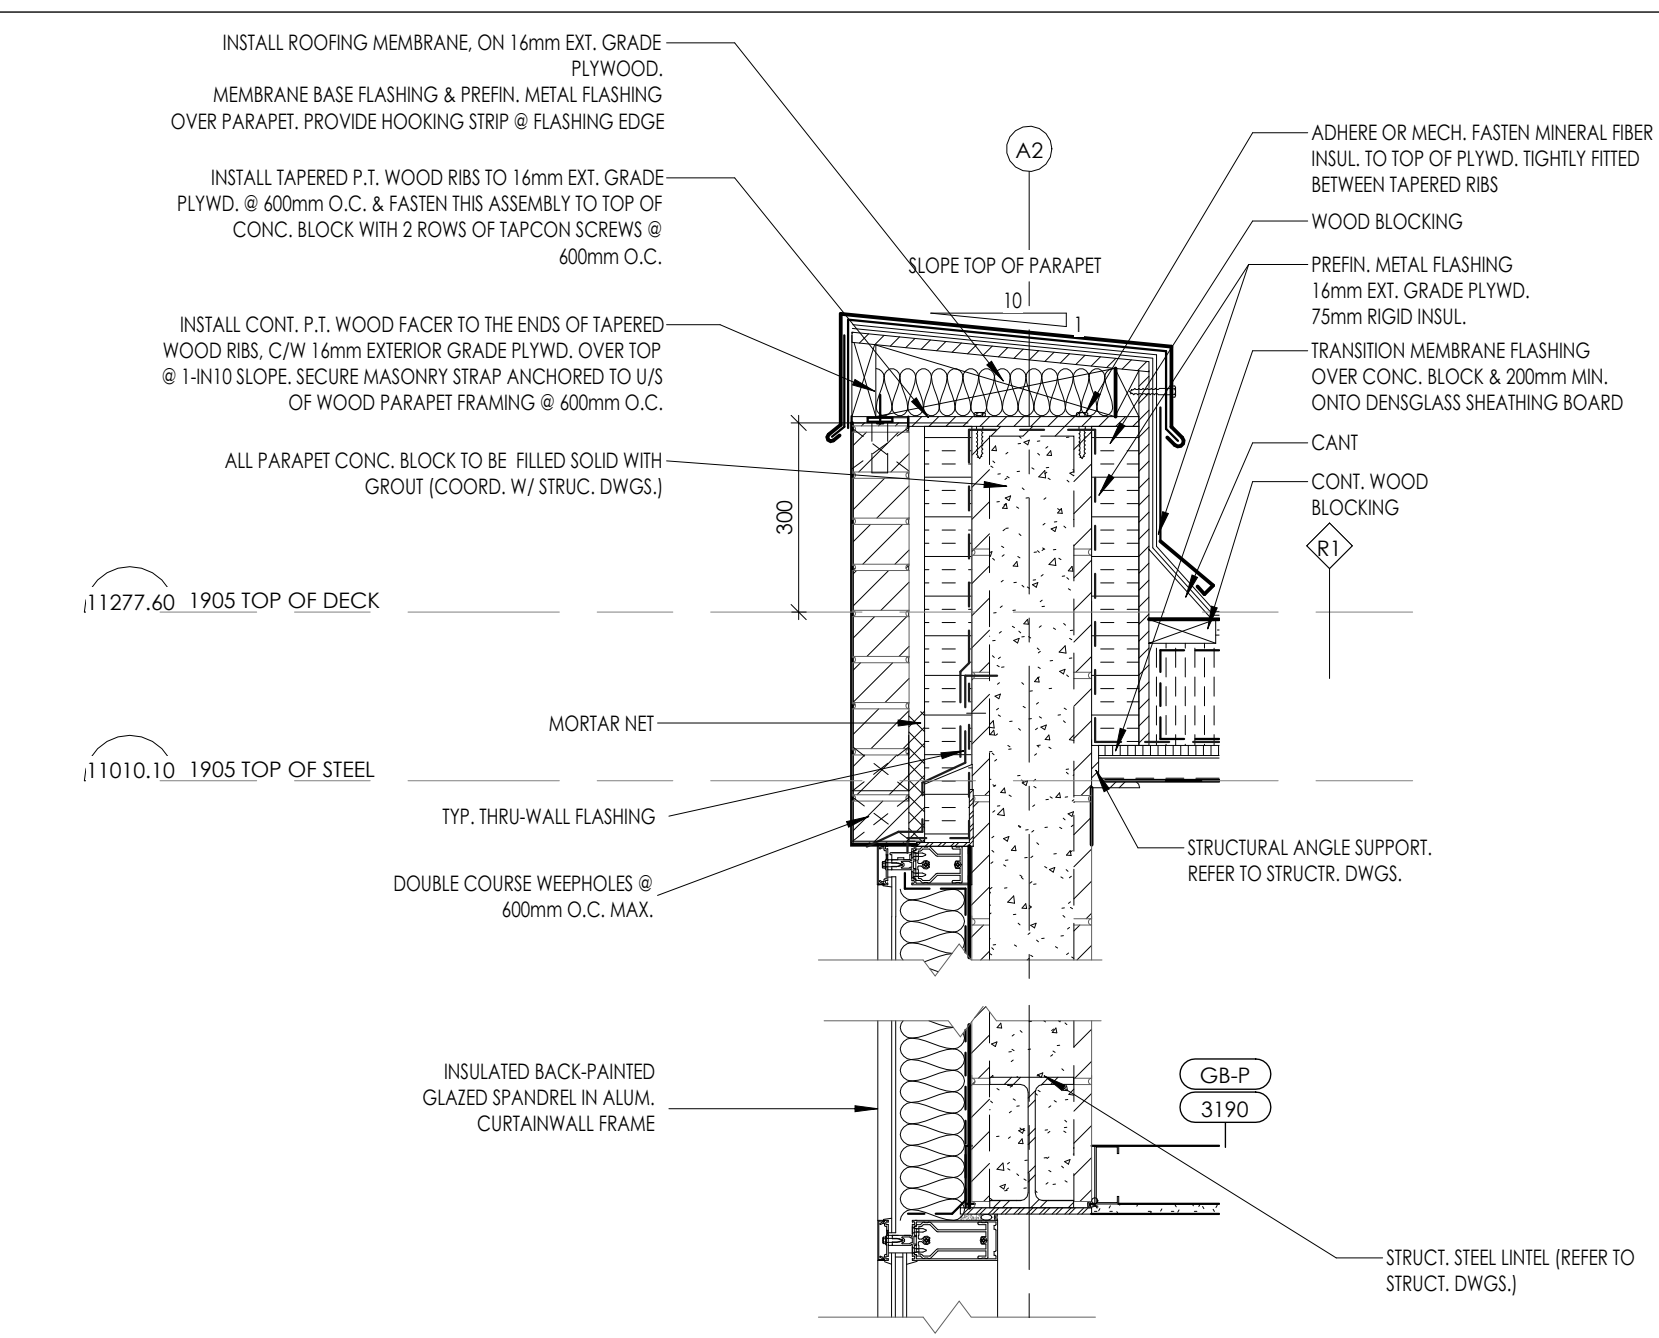 INSTALL ROOFING MEMBRANE, ON 16mm EXT. GRADE
PLYWOOD.
MEMBRANE BASE FLASHING & PREFIN. METAL FLASHING
OVER PARAPET. PROVIDE HOOKING STRIP @ FLASHING EDGE
INSTALL TAPERED P.T. WOOD RIBS TO 16mm EXT. GRADE
PLYWD. @ 600mm O.C. & FASTEN THIS ASSEMBLY TO TOP OF
CONC. BLOCK WITH 2 ROWS OF TAPCON SCREWS @
600mm O.C.
INSTALL CONT. P.T. WOOD FACER TO THE ENDS OF TAPERED
WOOD RIBS, C/W 16mm EXTERIOR GRADE PLYWD. OVER TOP
@ 1-IN10 SLOPE. SECURE MASONRY STRAP ANCHORED TO U/S
OF WOOD PARAPET FRAMING @ 600mm O.C.
ALL PARAPET CONC. BLOCK TO BE FILLED SOLID WITH
GROUT (COORD. W/ STRUC. DWGS.)
300
11277.60 1905 TOP OF DECK
MORTAR NET
11010.10 1905 TOP OF STEEL
TYP. THRU-WALL FLASHING
DOUBLE COURSE WEEPHOLES @
600mm O.C. MAX.
INSULATED BACK-PAINTED
GLAZED SPANDREL IN ALUM.
CURTAINWALL FRAME
A2
SLOPE TOP OF PARAPET
10
1
ADHERE OR MECH. FASTEN MINERAL FIBER
INSUL. TO TOP OF PLYWD. TIGHTLY FITTED
BETWEEN TAPERED RIBS
WOOD BLOCKING
PREFIN. METAL FLASHING
16mm EXT. GRADE PLYWD.
75mm RIGID INSUL.
TRANSITION MEMBRANE FLASHING
OVER CONC. BLOCK & 200mm MIN.
ONTO DENSGLASS SHEATHING BOARD
CANT
CONT. WOOD
BLOCKING
R1
STRUCTURAL ANGLE SUPPORT.
REFER TO STRUCTR. DWGS.
GB-P
3190
STRUCT. STEEL LINTEL (REFER TO
STRUCT. DWGS.)